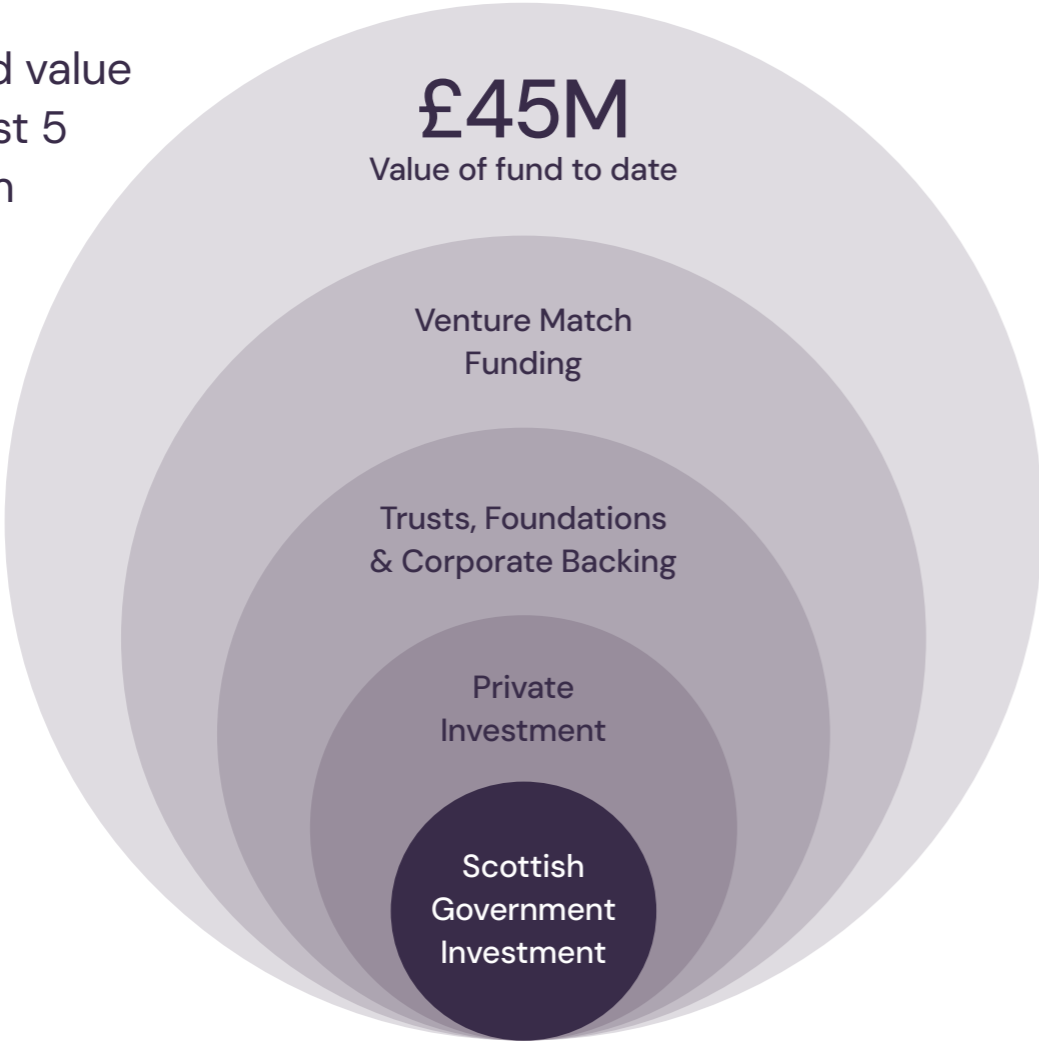 d value
st 5
n
£45M
Value of fund to date
Venture Match
Funding
Trusts, Foundations
& Corporate Backing
Private
Investment
Scottish
Government
Investment